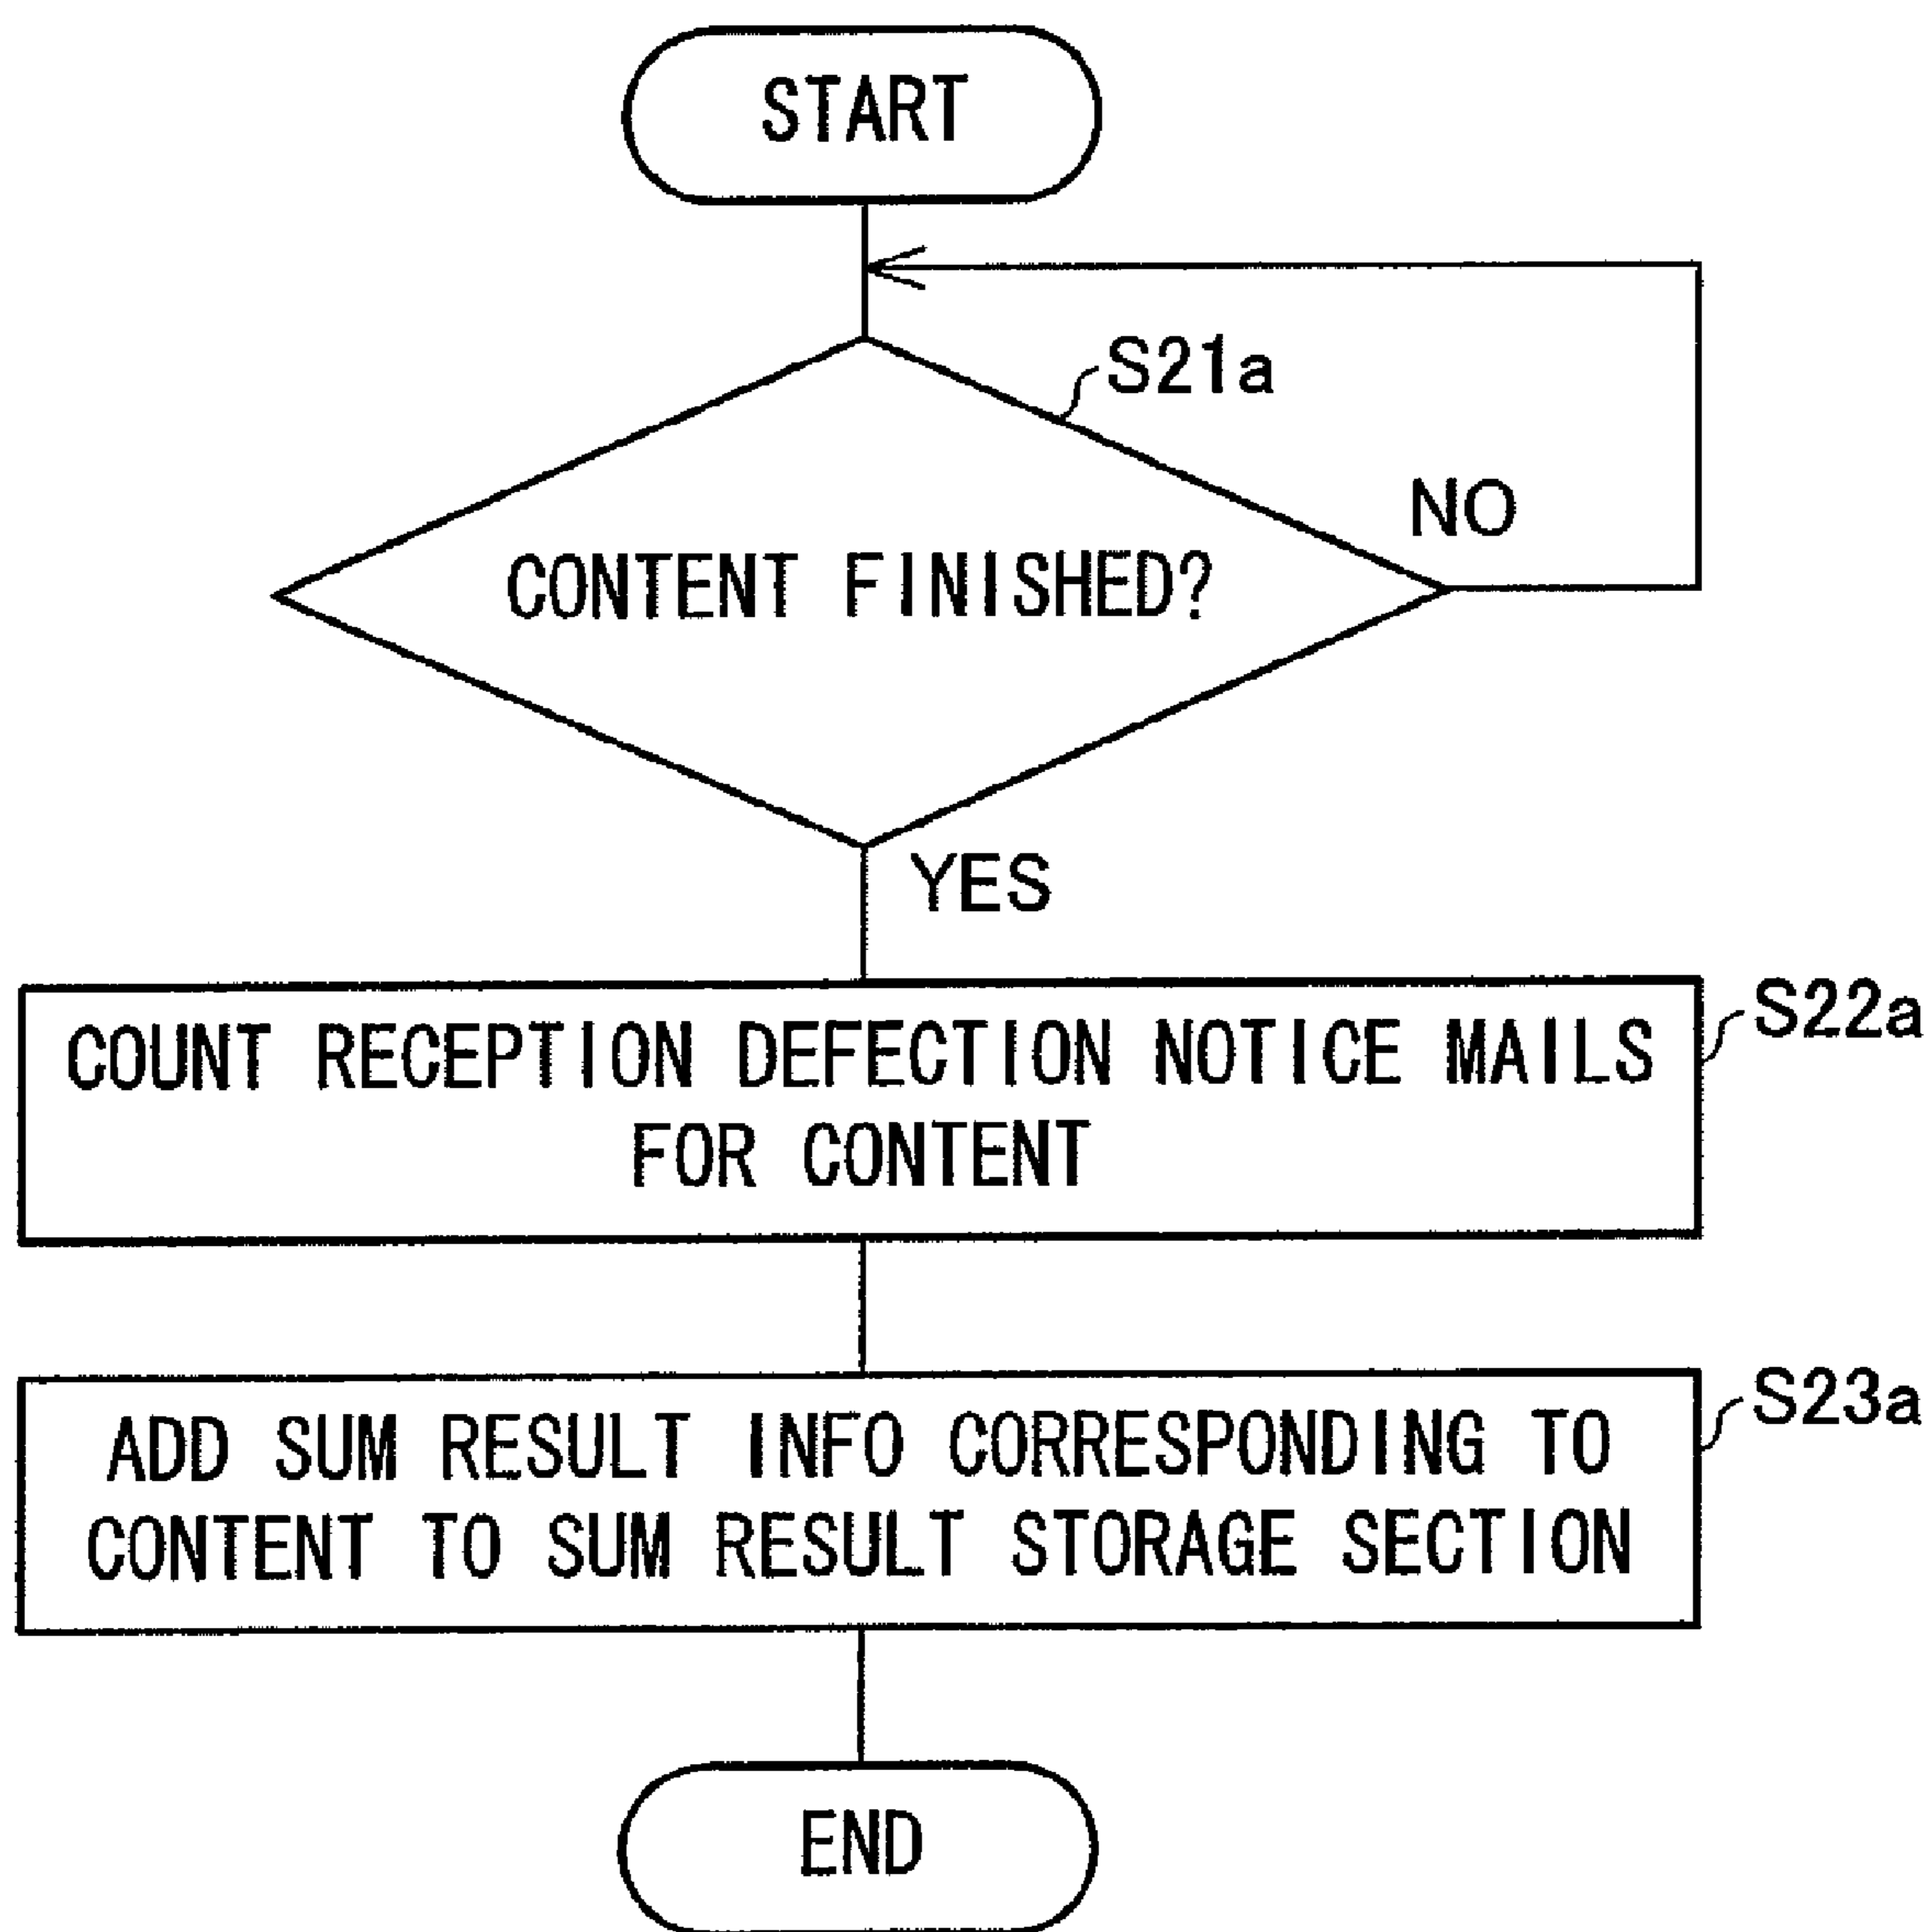 START
S21a
NO
CONTENT FINISHED?
YES
S22a
COUNT RECEPTION DEFECTION NOTICE MAILS
FOR CONTENT
S23a
ADD SUM RESULT INFO CORRESPONDING TO
CONTENT TO SUM RESULT STORAGE SECTION
END